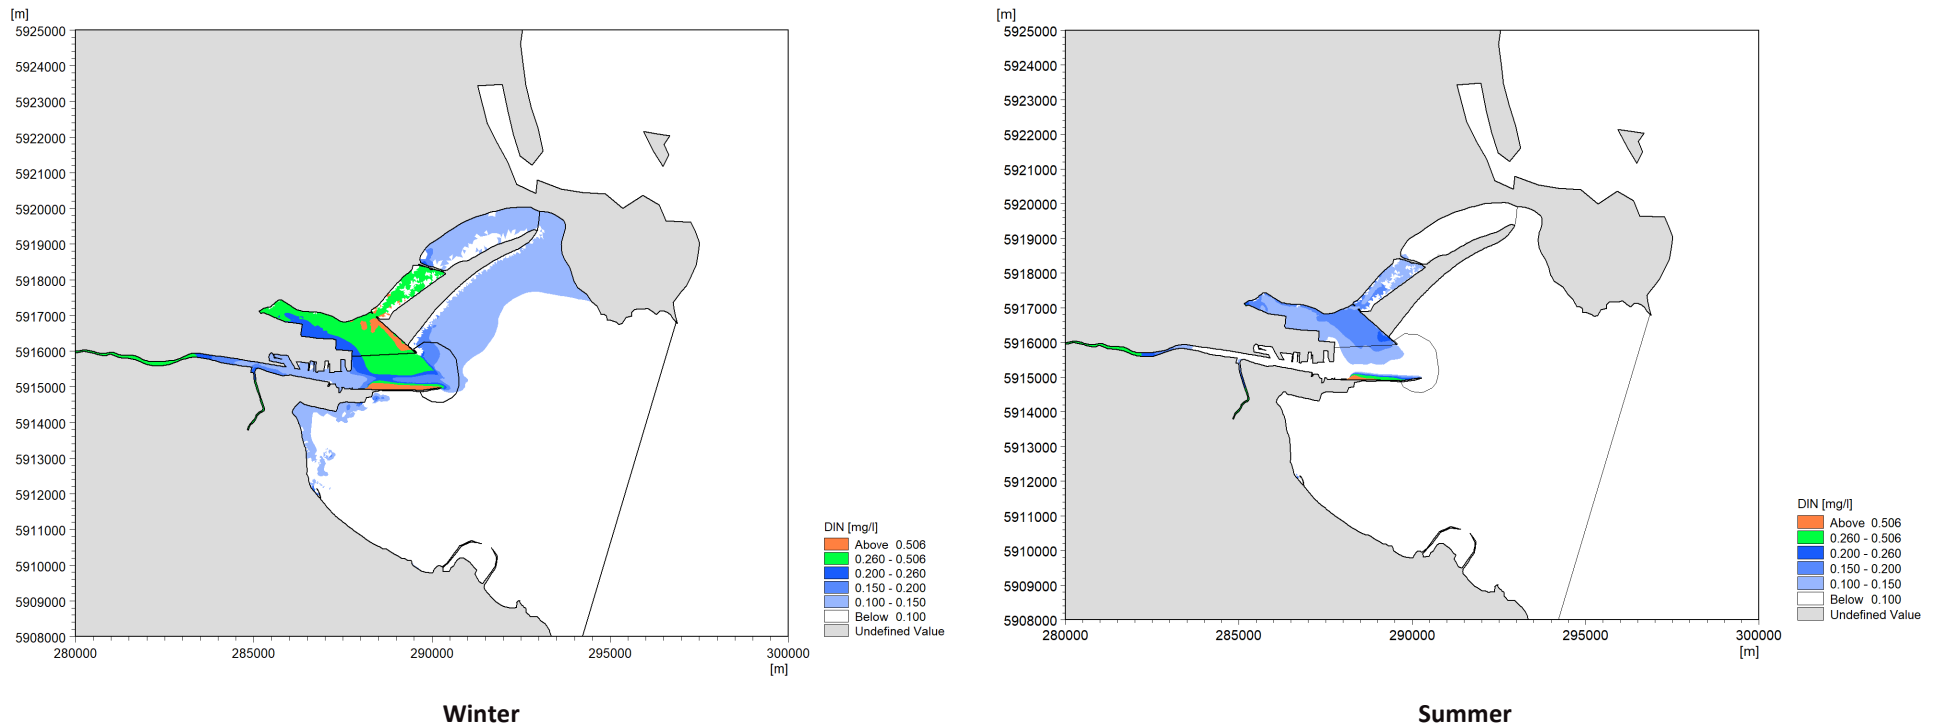 [m]
5925000
5924000
5923000
5922000
5921000
5920000
5919000
5918000
5917000
5916000
5915000
5914000
5913000
5912000
5911000
5910000
5909000
5908000
280000
285000
290000
295000
300000
[m]
DIN [mg/l]
Above 0.506
0.260 - 0.506
0.200 - 0.260
0.150 - 0.200
0.100 - 0.150
Below 0.100
Undefined Value
Winter
[m]
5925000
5924000
5923000
5922000
5921000
5920000
5919000
5918000
5917000
5916000
5915000
5914000
5913000
5912000
5911000
5910000
5909000
5908000
280000
285000
290000
295000
300000
[m]
DIN [mg/l]
Above 0.506
0.260 - 0.506
0.200 - 0.260
0.150 - 0.200
0.100 - 0.150
Below 0.100
Undefined Value
Summer